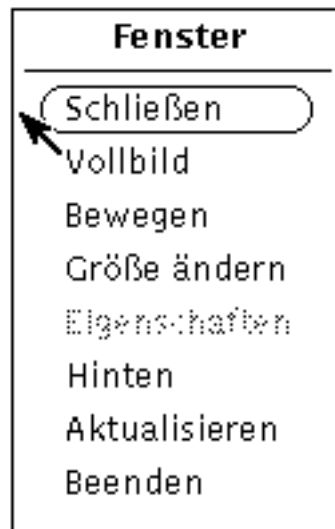 Fenster
Schließen
Vollbild
Bewegen
Größe ändern
Eigenschaften
Hinten
Aktualisieren
Beenden